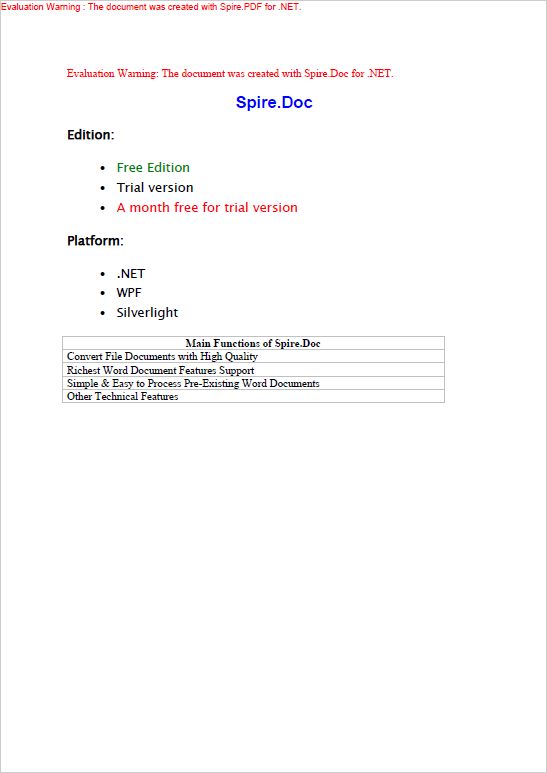 Evaluation Warning : The document was created with Spire.PDF for .NET.
Evaluation Warning: The document was created with Spire.Doc for .NET.
Spire.Doc
Edition:
• Free Edition
• Trial version
• A month free for trial version
Platform:
• .NET
• WPF
• Silverlight
Main Functions of Spire.Doc
Convert File Documents with High Quality
Richest Word Document Features Support
Simple & Easy to Process Pre-Existing Word Documents
Other Technical Features